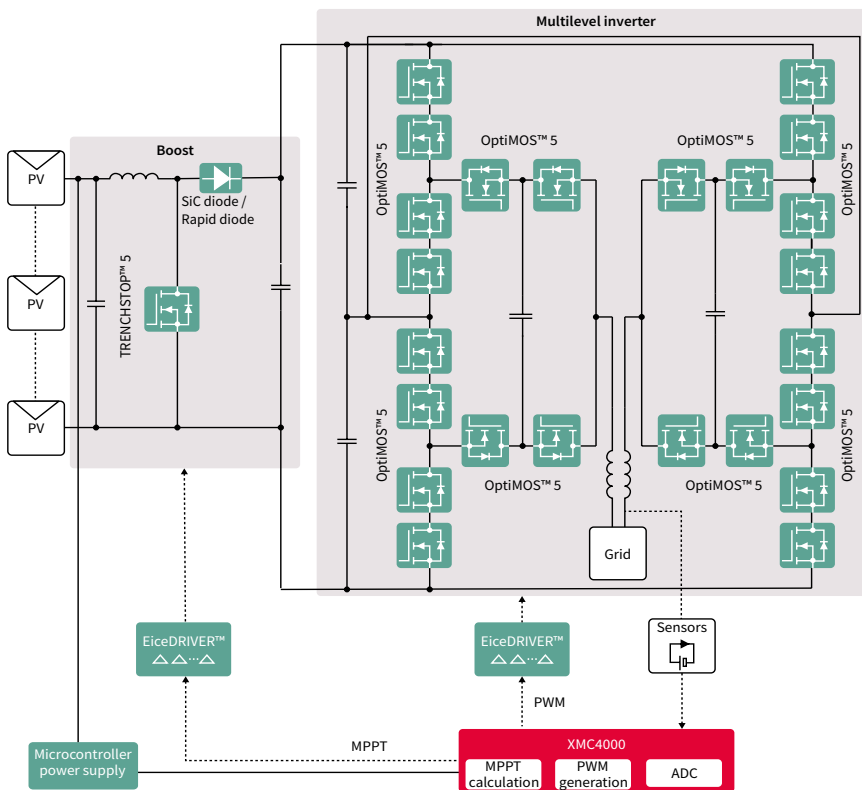 Multilevel inverter
Boost
PV
PV
PV
SiC diode /
Rapid diode
TRENCHSTOP™ 5
OptiMOS™ 5
OptiMOS™ 5
OptiMOS™ 5
OptiMOS™ 5
OptiMOS™ 5
OptiMOS™ 5
OptiMOS™ 5
OptiMOS™ 5
Grid
EiceDRIVER™
EiceDRIVER™
Sensors
PWM
MPPT
Microcontroller
power supply
XMC4000
MPPT
calculation
PWM
generation
ADC